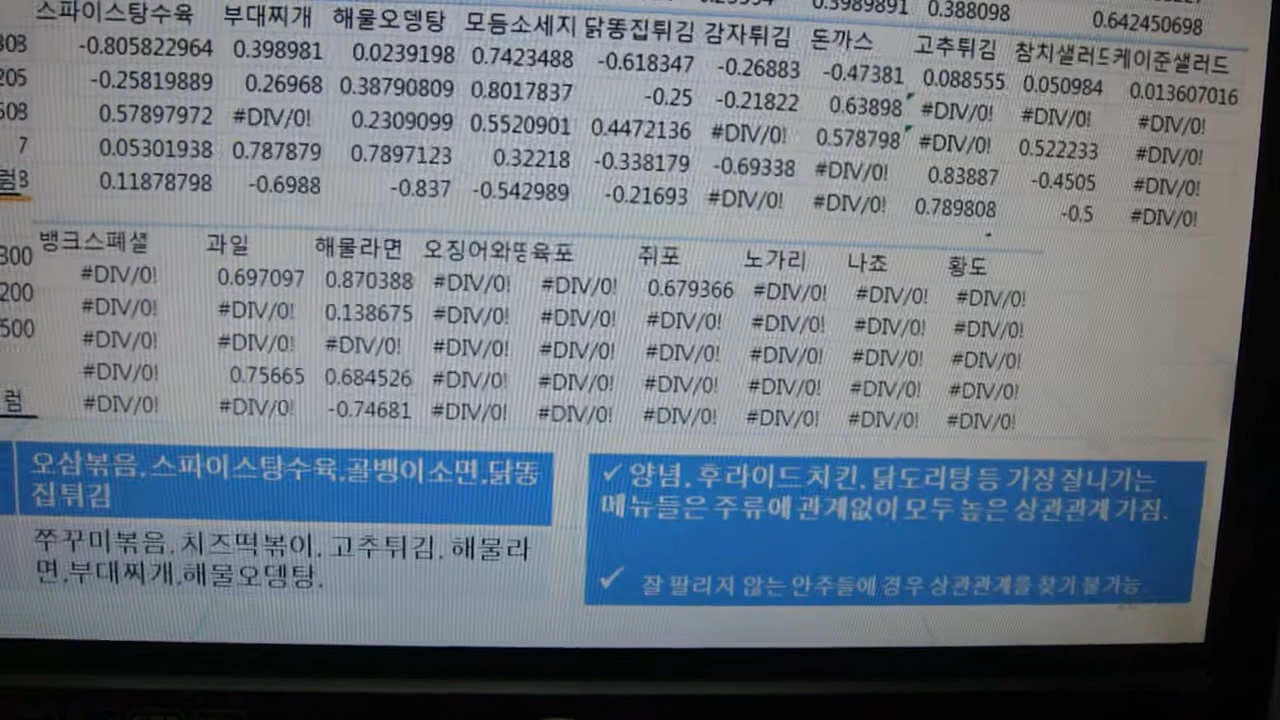 0.3989891 0.388098 0.642450698
스파이스탕수육 부대찌개 해물오뎅탕 모듬소세지 닭똥집튀김 감자튀김 돈까스 고추튀김 참치샐러드 케이준샐러드
303 -0.805822964 0.398981 0.0239198 0.7423488 -0.618347 -0.26883 -0.47381 0.088555 0.050984 0.013607016
205 -0.25819889 0.26968 0.38790809 0.8017837 -0.25 -0.21822 0.63898 #DIV/0! #DIV/0! #DIV/0!
508 0.57897972 #DIV/0! 0.2309099 0.5520901 0.4472136 #DIV/0! 0.578798 #DIV/0! 0.522233 #DIV/0!
7 0.05301938 0.787879 0.7897123 0.32218 -0.338179 -0.69338 #DIV/0! 0.83887 -0.4505 #DIV/0!
럼8 0.11878798 -0.6988 -0.837 -0.542989 -0.21693 #DIV/0! #DIV/0! 0.789808 -0.5 #DIV/0!
뱅크스페셜 과일 해물라면 오징어와땅 육포 쥐포 노가리 나쵸 황도
300 #DIV/0! 0.697097 0.870388 #DIV/0! #DIV/0! 0.679366 #DIV/0! #DIV/0! #DIV/0!
200 #DIV/0! #DIV/0! 0.138675 #DIV/0! #DIV/0! #DIV/0! #DIV/0! #DIV/0! #DIV/0!
500 #DIV/0! #DIV/0! #DIV/0! #DIV/0! #DIV/0! #DIV/0! #DIV/0! #DIV/0! #DIV/0!
#DIV/0! 0.75665 0.684526 #DIV/0! #DIV/0! #DIV/0! #DIV/0! #DIV/0! #DIV/0!
럼 #DIV/0! #DIV/0! -0.74681 #DIV/0! #DIV/0! #DIV/0! #DIV/0! #DIV/0! #DIV/0!
오삼볶음,스파이스탕수육,골뱅이소면,닭똥
집튀김
쭈꾸미볶음, 치즈떡볶이, 고추튀김, 해물라
면,부대찌개,해물오뎅탕.
✓ 양념, 후라이드 치킨, 닭도리탕 등 가장 잘나가는
메뉴들은 주류에 관계없이 모두 높은 상관관계 가짐.
✓ 잘 팔리지 않는 안주들에 경우 상관관계를 찾기 불가능.